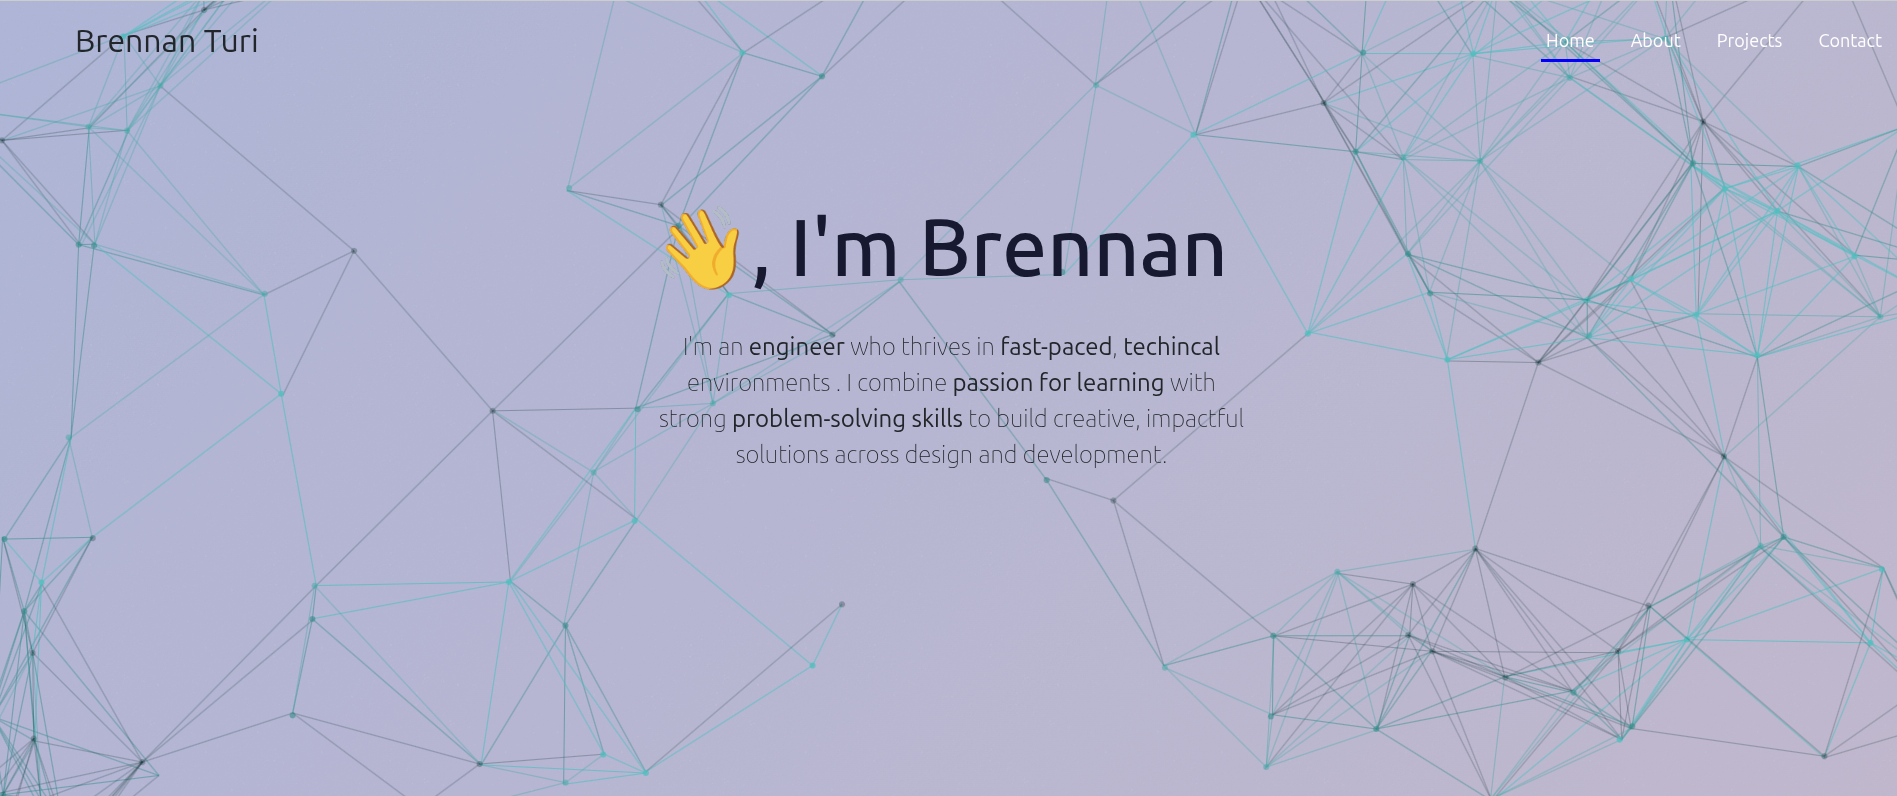 Brennan Turi
Home About Projects Contact
👋, I'm Brennan
I'm an engineer who thrives in fast-paced, techincal
environments . I combine passion for learning with
strong problem-solving skills to build creative, impactful
solutions across design and development.